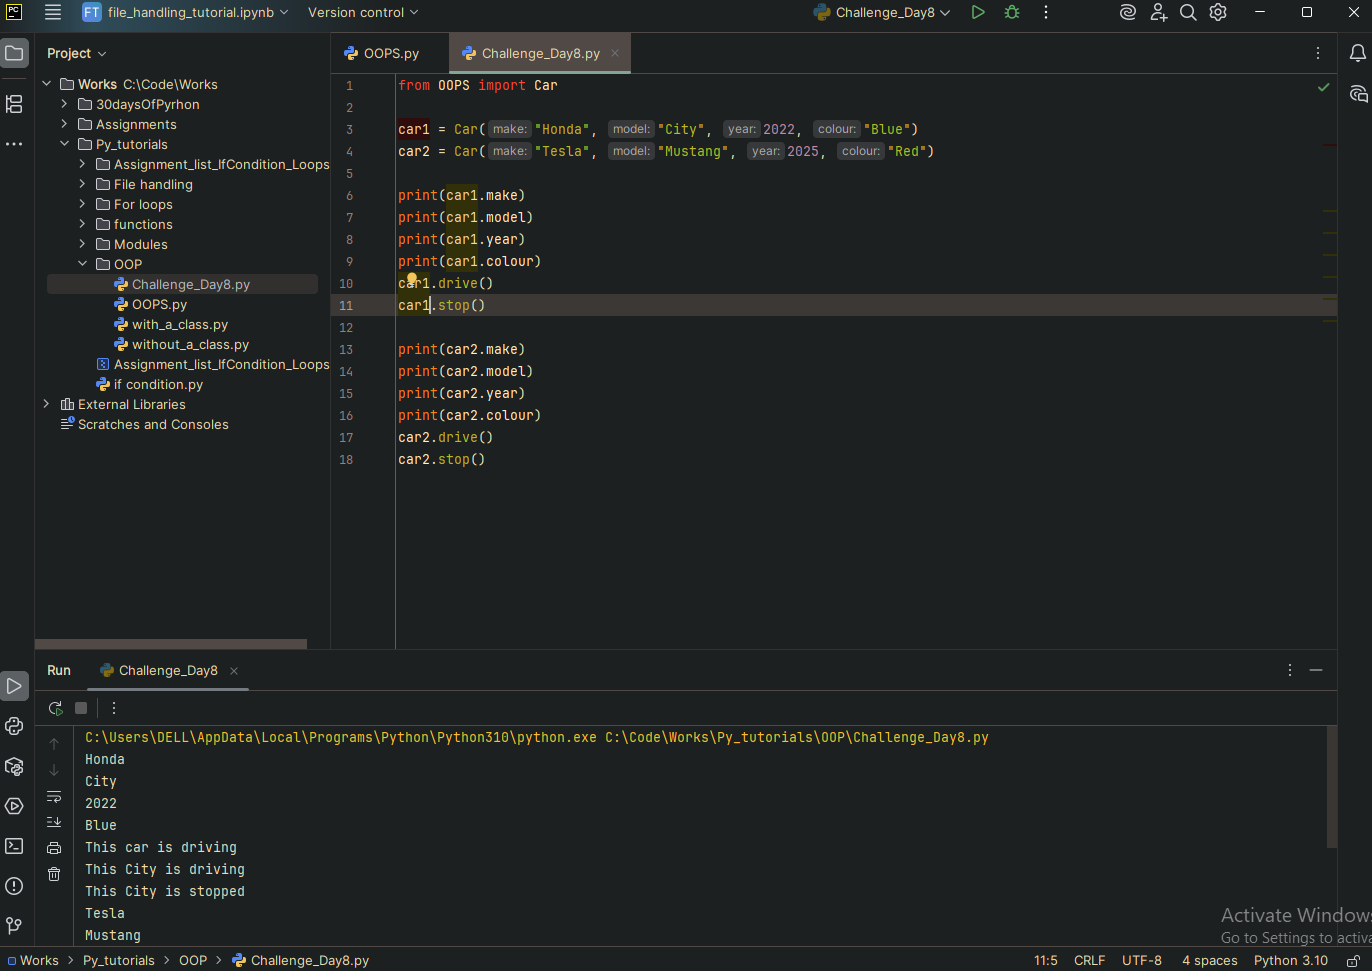 PC FT file_handling_tutorial.ipynb Version control Challenge_Day8
Project
OOPS.py Challenge_Day8.py
Works C:\Code\Works
30daysOfPyrhon
Assignments
Py_tutorials
Assignment_list_IfCondition_Loops
File handling
For loops
functions
Modules
OOP
Challenge_Day8.py
OOPS.py
with_a_class.py
without_a_class.py
Assignment_list_IfCondition_Loops
if condition.py
External Libraries
Scratches and Consoles
1 from OOPS import Car
2
3 car1 = Car( make: "Honda", model: "City", year: 2022, colour: "Blue")
4 car2 = Car( make: "Tesla", model: "Mustang", year: 2025, colour: "Red")
5
6 print(car1.make)
7 print(car1.model)
8 print(car1.year)
9 print(car1.colour)
10 car1.drive()
11 car1.stop()
12
13 print(car2.make)
14 print(car2.model)
15 print(car2.year)
16 print(car2.colour)
17 car2.drive()
18 car2.stop()
Run Challenge_Day8
C:\Users\DELL\AppData\Local\Programs\Python\Python310\python.exe C:\Code\Works\Py_tutorials\OOP\Challenge_Day8.py
Honda
City
2022
Blue
This car is driving
This City is driving
This City is stopped
Tesla
Mustang
Activate Windows
Go to Settings to activa
Works > Py_tutorials > OOP > Challenge_Day8.py 11:5 CRLF UTF-8 4 spaces Python 3.10